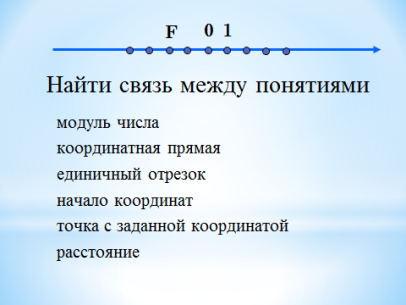 F 0 1
Найти связь между понятиями
модуль числа
координатная прямая
единичный отрезок
начало координат
точка с заданной координатой
расстояние